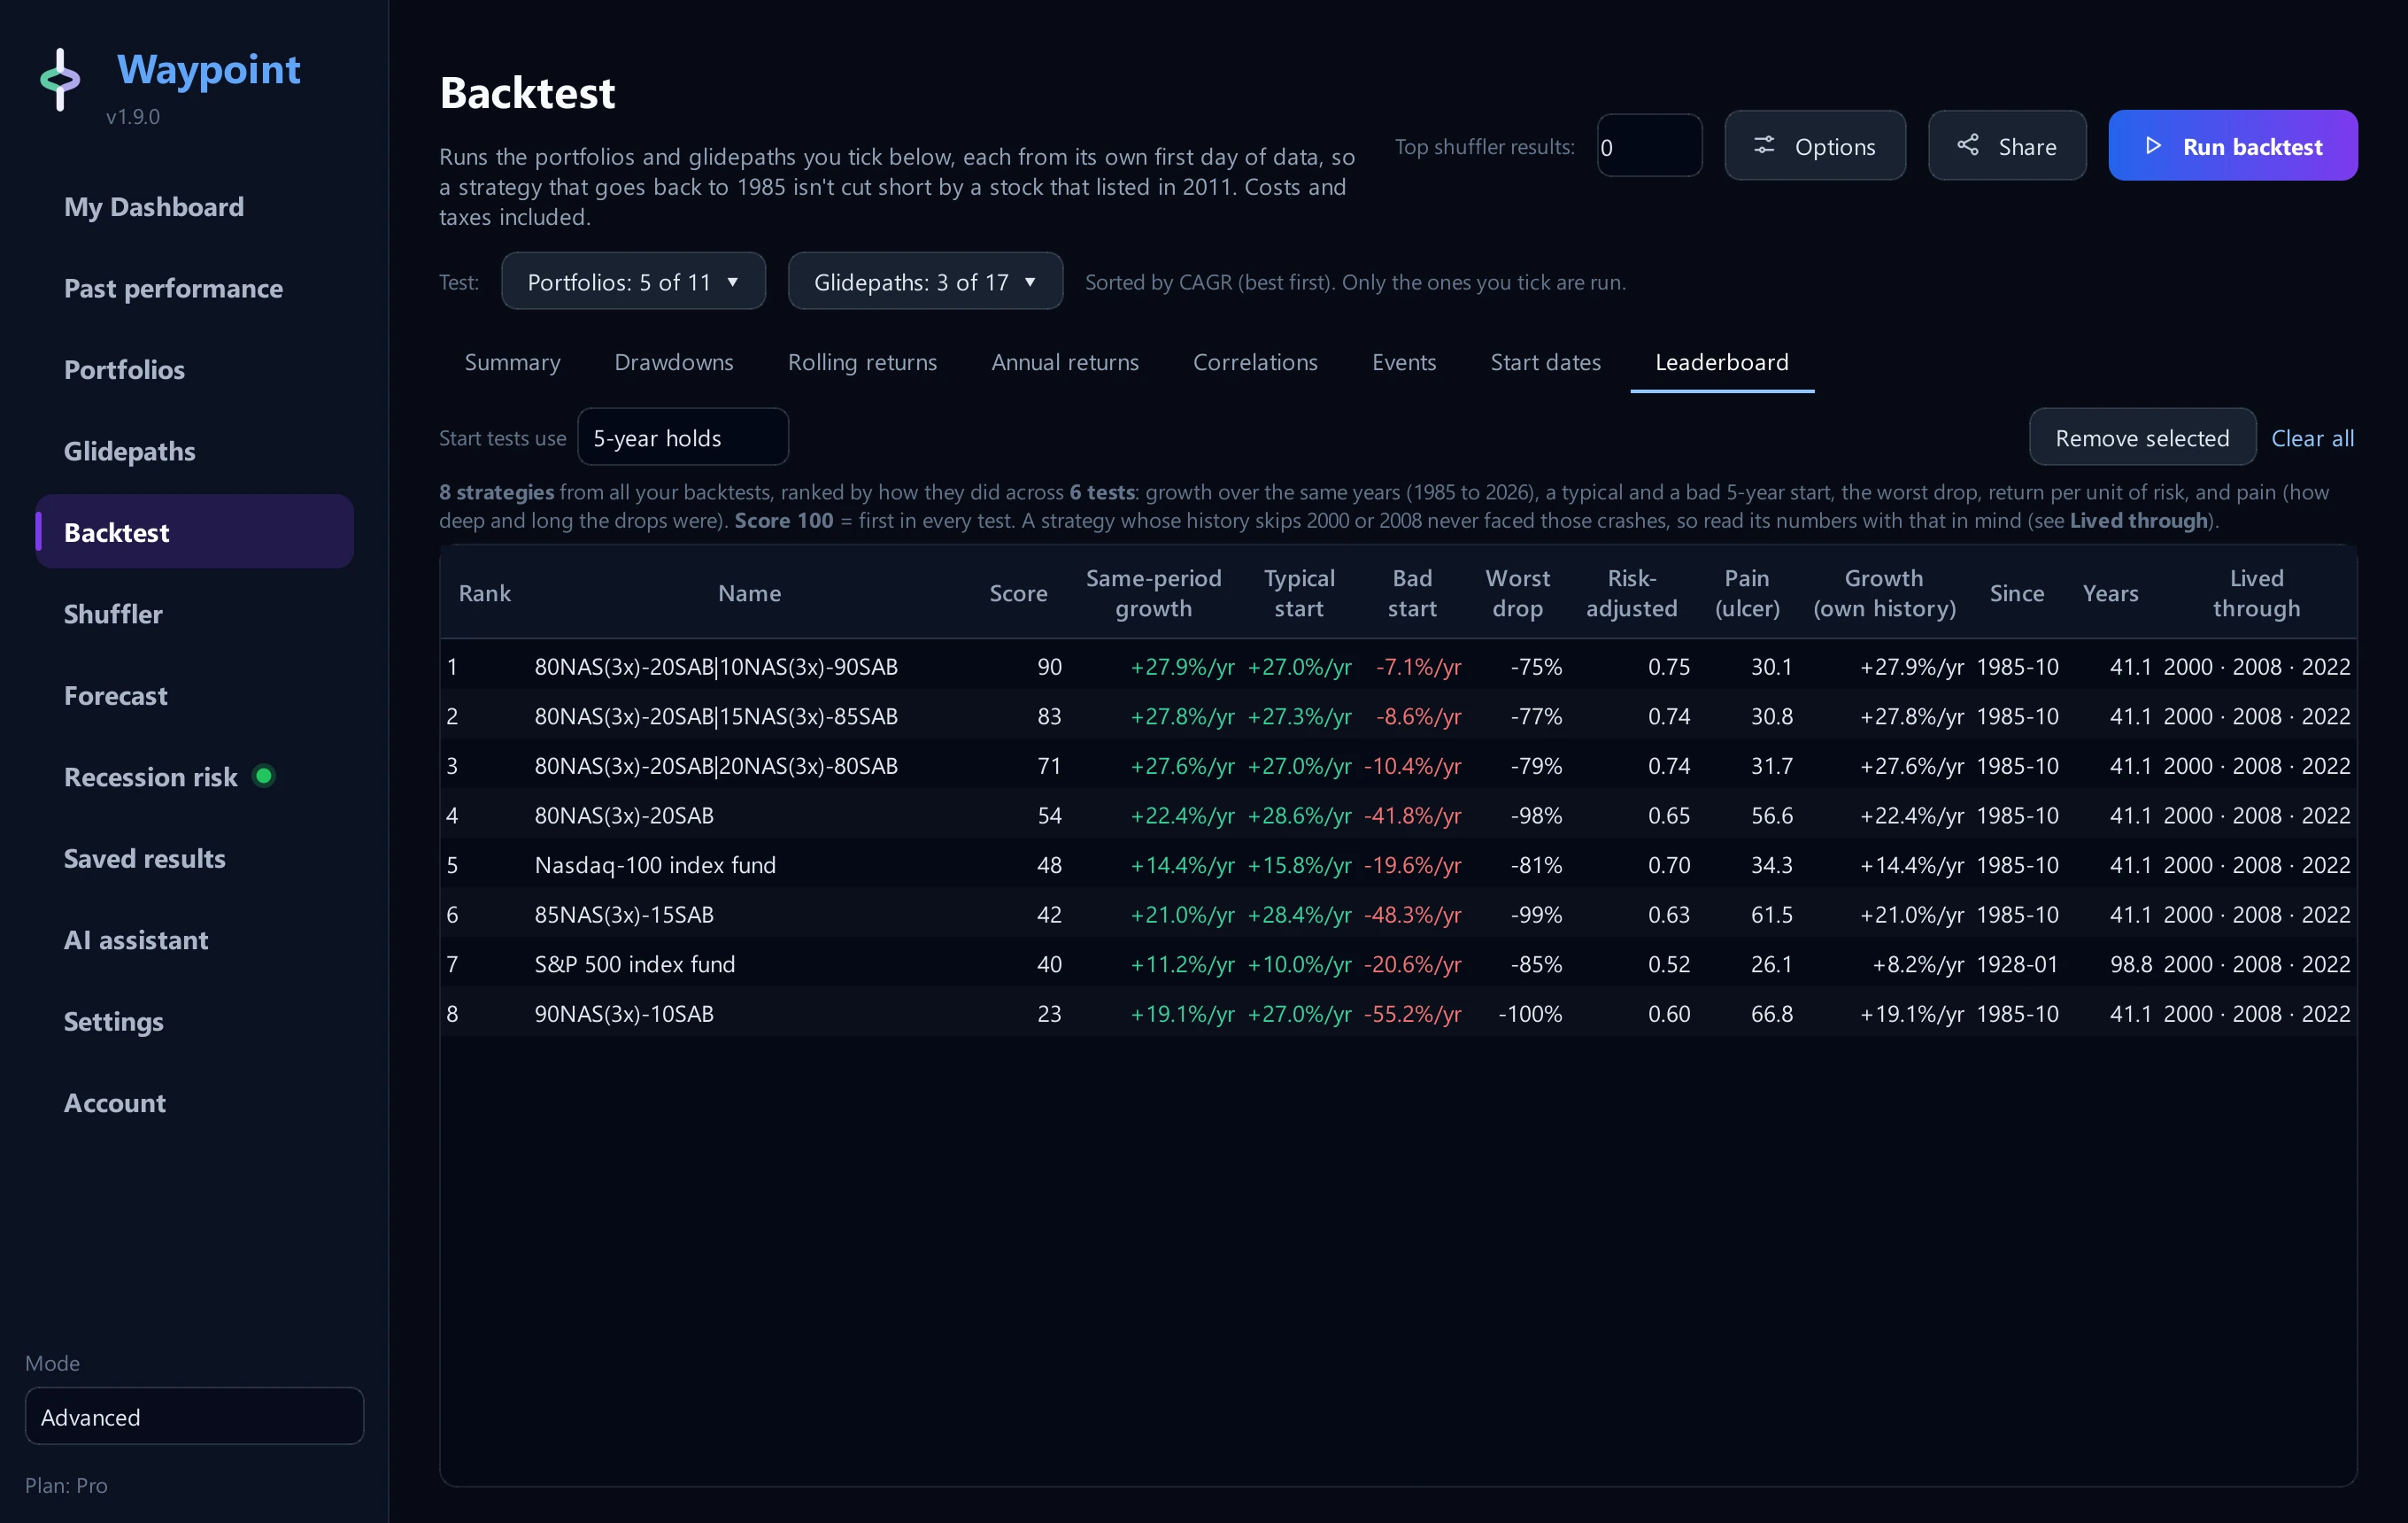 Waypoint
v1.9.0
My Dashboard
Past performance
Portfolios
Glidepaths
Backtest
Shuffler
Forecast
Recession risk
Saved results
AI assistant
Settings
Account
Mode
Advanced
Plan: Pro
Backtest
Runs the portfolios and glidepaths you tick below, each from its own first day of data, so
a strategy that goes back to 1985 isn't cut short by a stock that listed in 2011. Costs and
taxes included.
Top shuffler results: 0 Options Share Run backtest
Test: Portfolios: 5 of 11 ▼ Glidepaths: 3 of 17 ▼ Sorted by CAGR (best first). Only the ones you tick are run.
Summary Drawdowns Rolling returns Annual returns Correlations Events Start dates Leaderboard
Start tests use 5-year holds Remove selected Clear all
8 strategies from all your backtests, ranked by how they did across 6 tests: growth over the same years (1985 to 2026), a typical and a bad 5-year start, the worst drop, return per unit of risk, and pain (how
deep and long the drops were). Score 100 = first in every test. A strategy whose history skips 2000 or 2008 never faced those crashes, so read its numbers with that in mind (see Lived through).
Rank Name Score Same-period growth Typical start Bad start Worst drop Risk-adjusted Pain (ulcer) Growth (own history) Since Years Lived through
1 80NAS(3x)-20SAB|10NAS(3x)-90SAB 90 +27.9%/yr +27.0%/yr -7.1%/yr -75% 0.75 30.1 +27.9%/yr 1985-10 41.1 2000 · 2008 · 2022
2 80NAS(3x)-20SAB|15NAS(3x)-85SAB 83 +27.8%/yr +27.3%/yr -8.6%/yr -77% 0.74 30.8 +27.8%/yr 1985-10 41.1 2000 · 2008 · 2022
3 80NAS(3x)-20SAB|20NAS(3x)-80SAB 71 +27.6%/yr +27.0%/yr -10.4%/yr -79% 0.74 31.7 +27.6%/yr 1985-10 41.1 2000 · 2008 · 2022
4 80NAS(3x)-20SAB 54 +22.4%/yr +28.6%/yr -41.8%/yr -98% 0.65 56.6 +22.4%/yr 1985-10 41.1 2000 · 2008 · 2022
5 Nasdaq-100 index fund 48 +14.4%/yr +15.8%/yr -19.6%/yr -81% 0.70 34.3 +14.4%/yr 1985-10 41.1 2000 · 2008 · 2022
6 85NAS(3x)-15SAB 42 +21.0%/yr +28.4%/yr -48.3%/yr -99% 0.63 61.5 +21.0%/yr 1985-10 41.1 2000 · 2008 · 2022
7 S&P 500 index fund 40 +11.2%/yr +10.0%/yr -20.6%/yr -85% 0.52 26.1 +8.2%/yr 1928-01 98.8 2000 · 2008 · 2022
8 90NAS(3x)-10SAB 23 +19.1%/yr +27.0%/yr -55.2%/yr -100% 0.60 66.8 +19.1%/yr 1985-10 41.1 2000 · 2008 · 2022